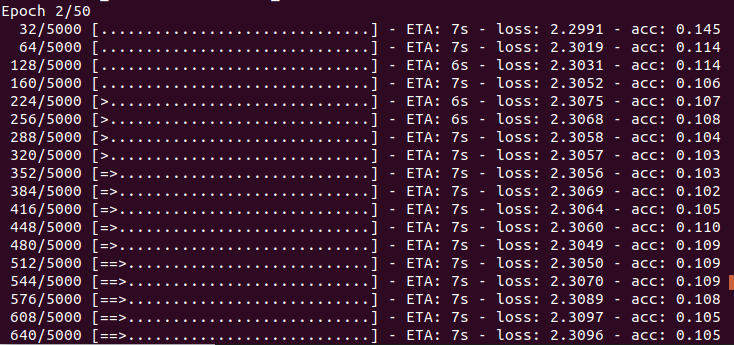 Epoch 2/50
32/5000 [..............................] - ETA: 7s - loss: 2.2991 - acc: 0.145
64/5000 [..............................] - ETA: 7s - loss: 2.3019 - acc: 0.114
128/5000 [..............................] - ETA: 6s - loss: 2.3031 - acc: 0.114
160/5000 [..............................] - ETA: 7s - loss: 2.3052 - acc: 0.106
224/5000 [>.............................] - ETA: 6s - loss: 2.3075 - acc: 0.107
256/5000 [>.............................] - ETA: 6s - loss: 2.3068 - acc: 0.108
288/5000 [>.............................] - ETA: 7s - loss: 2.3058 - acc: 0.104
320/5000 [>.............................] - ETA: 7s - loss: 2.3057 - acc: 0.103
352/5000 [=>............................] - ETA: 7s - loss: 2.3056 - acc: 0.103
384/5000 [=>............................] - ETA: 7s - loss: 2.3069 - acc: 0.102
416/5000 [=>............................] - ETA: 7s - loss: 2.3064 - acc: 0.105
448/5000 [=>............................] - ETA: 7s - loss: 2.3060 - acc: 0.110
480/5000 [=>............................] - ETA: 7s - loss: 2.3049 - acc: 0.109
512/5000 [==>...........................] - ETA: 7s - loss: 2.3050 - acc: 0.109
544/5000 [==>...........................] - ETA: 7s - loss: 2.3070 - acc: 0.109
576/5000 [==>...........................] - ETA: 7s - loss: 2.3089 - acc: 0.108
608/5000 [==>...........................] - ETA: 7s - loss: 2.3097 - acc: 0.105
640/5000 [==>...........................] - ETA: 7s - loss: 2.3096 - acc: 0.105